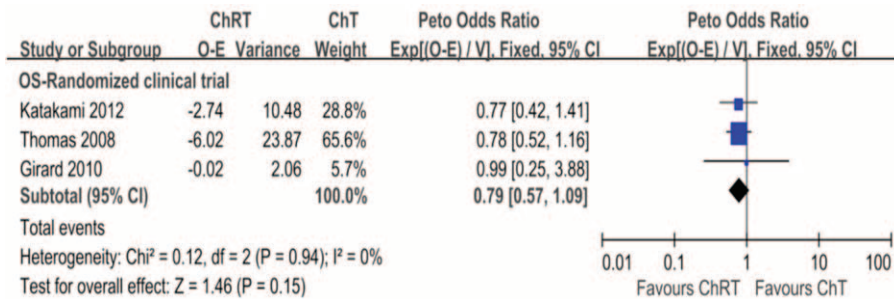 ChRT ChT Peto Odds Ratio Peto Odds Ratio
Study or Subgroup O-E Variance Weight Exp[(O-E) / V], Fixed, 95% CI Exp[(O-E) / V], Fixed, 95% CI
OS-Randomized clinical trial
Katakami 2012 -2.74 10.48 28.8% 0.77 [0.42, 1.41]
Thomas 2008 -6.02 23.87 65.6% 0.78 [0.52, 1.16]
Girard 2010 -0.02 2.06 5.7% 0.99 [0.25, 3.88]
Subtotal (95% CI) 100.0% 0.79 [0.57, 1.09]
Total events
Heterogeneity: Chi² = 0.12, df = 2 (P = 0.94); I² = 0%
Test for overall effect: Z = 1.46 (P = 0.15)
0.01 0.1 1 10 100
Favours ChRT Favours ChT